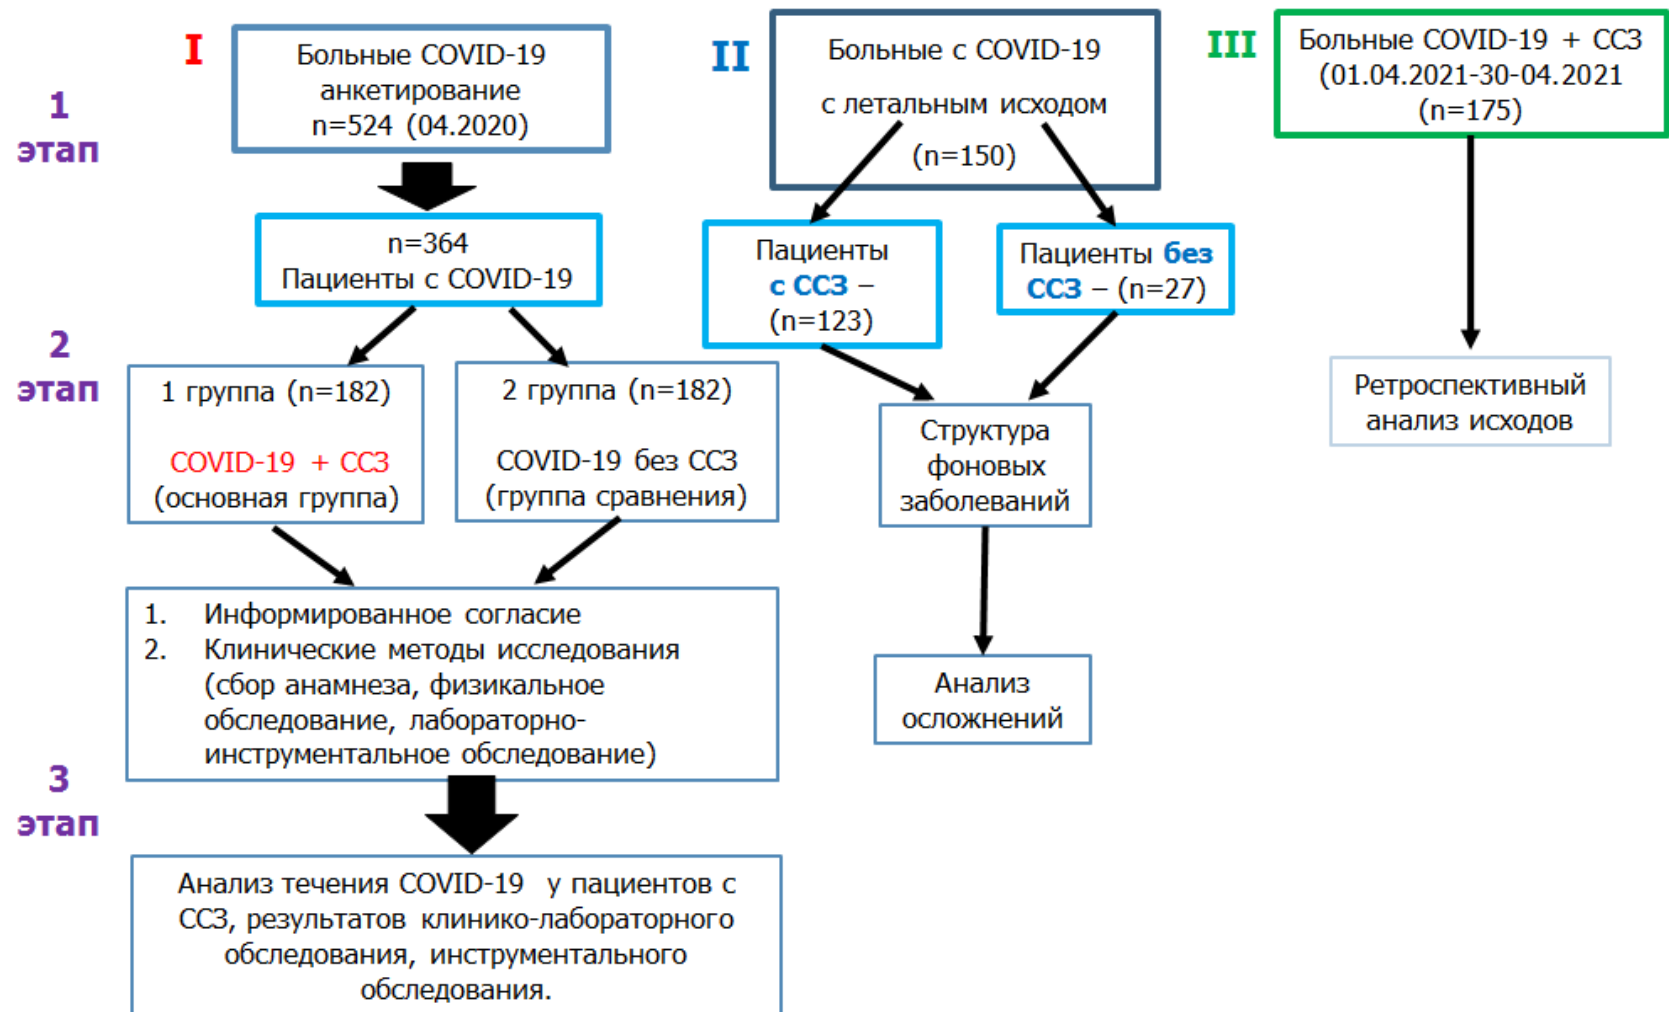 1
этап
I
Больные COVID-19
анкетирование
n=524 (04.2020)
II
Больные с COVID-19
с летальным исходом
(n=150)
III
Больные COVID-19 + ССЗ
(01.04.2021-30-04.2021
(n=175)
n=364
Пациенты с COVID-19
Пациенты
с ССЗ –
(n=123)
Пациенты без
ССЗ – (n=27)
2
этап
1 группа (n=182)
COVID-19 + ССЗ
(основная группа)
2 группа (n=182)
COVID-19 без ССЗ
(группа сравнения)
Структура
фоновых
заболеваний
Ретроспективный
анализ исходов
1. Информированное согласие
2. Клинические методы исследования
(сбор анамнеза, физикальное
обследование, лабораторно-
инструментальное обследование)
Анализ
осложнений
3
этап
Анализ течения COVID-19 у пациентов с
ССЗ, результатов клинико-лабораторного
обследования, инструментального
обследования.